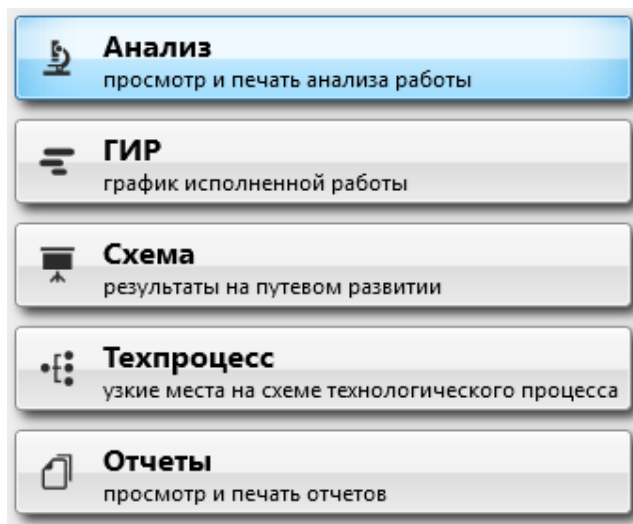 Анализ
просмотр и печать анализа работы
ГИР
график исполненной работы
Схема
результаты на путевом развитии
Техпроцесс
узкие места на схеме технологического процесса
Отчеты
просмотр и печать отчетов